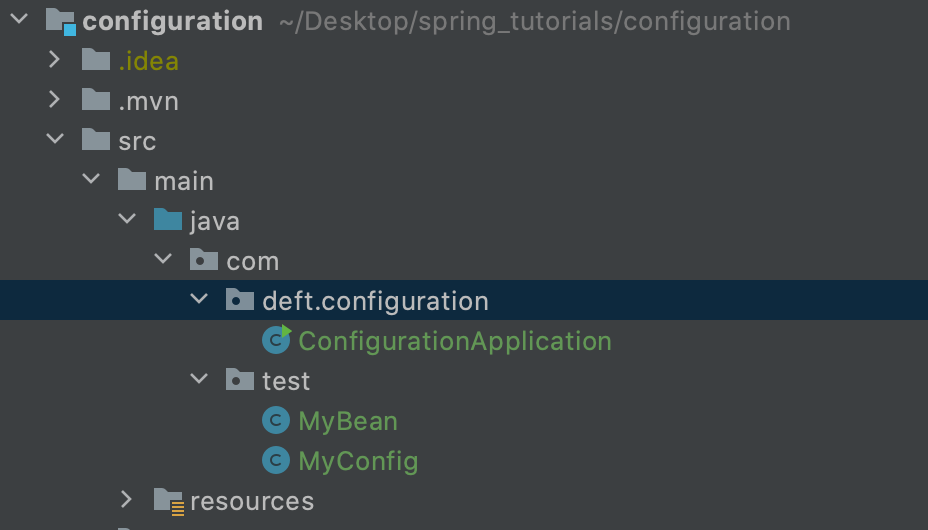 configuration ~/Desktop/spring_tutorials/configuration
.idea
.mvn
src
main
java
com
deft.configuration
ConfigurationApplication
test
MyBean
MyConfig
resources